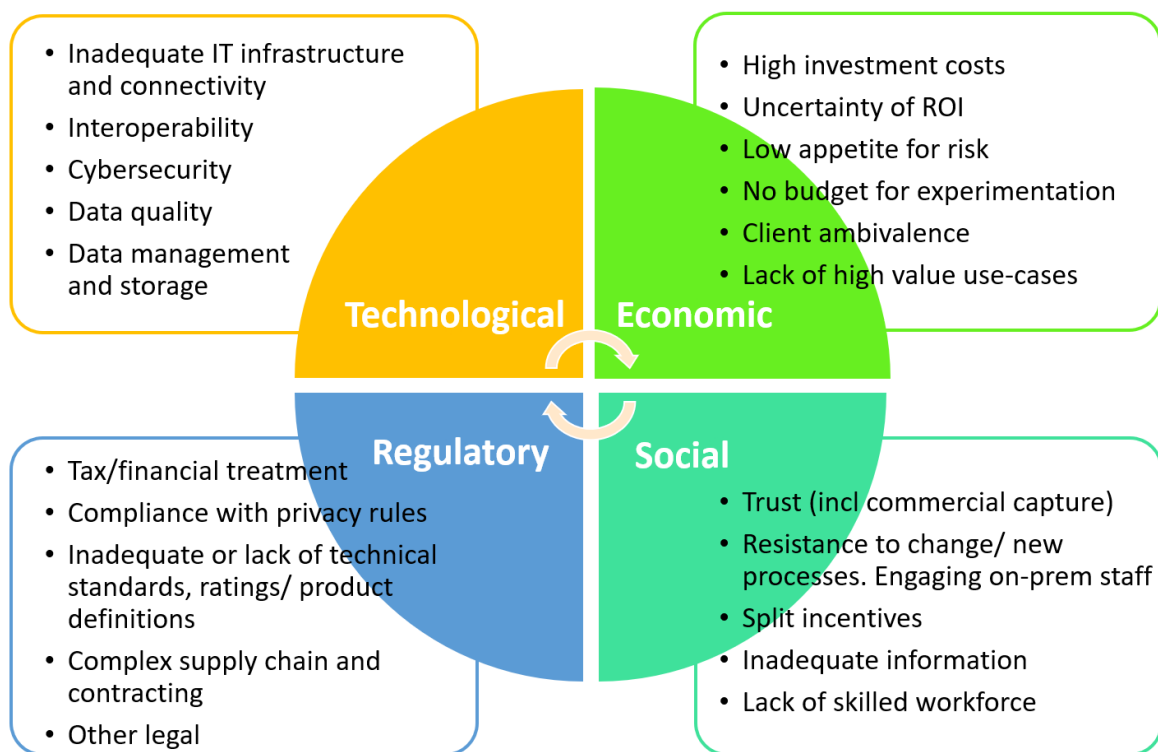 • Inadequate IT infrastructure
and connectivity
• Interoperability
• Cybersecurity
• Data quality
• Data management
and storage
Technological
• High investment costs
• Uncertainty of ROI
• Low appetite for risk
• No budget for experimentation
• Client ambivalence
• Lack of high value use-cases
Economic
Regulatory
• Tax/financial treatment
• Compliance with privacy rules
• Inadequate or lack of technical
standards, ratings/ product
definitions
• Complex supply chain and
contracting
• Other legal
Social
• Trust (incl commercial capture)
• Resistance to change/ new
processes. Engaging on-prem staff
• Split incentives
• Inadequate information
• Lack of skilled workforce